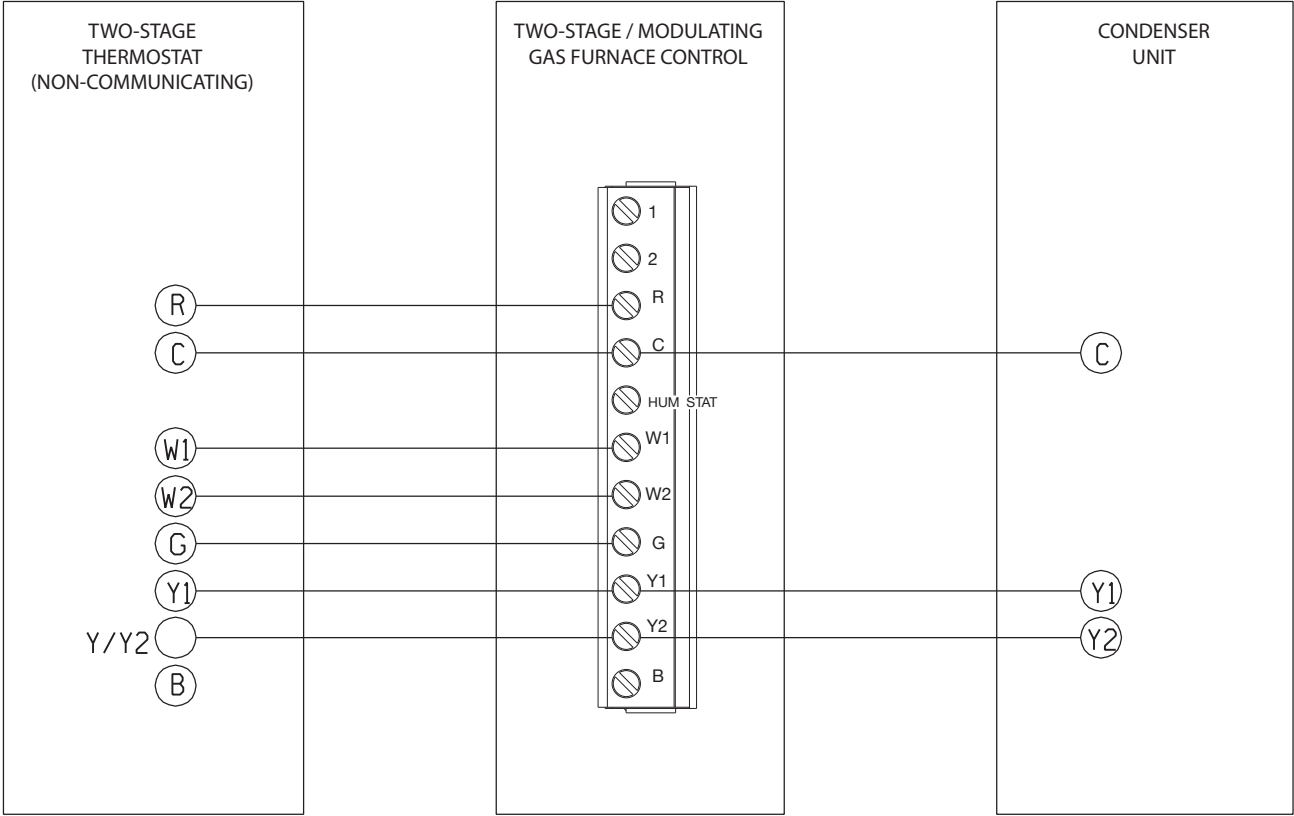 TWO-STAGE
THERMOSTAT
(NON-COMMUNICATING)
TWO-STAGE / MODULATING
GAS FURNACE CONTROL
CONDENSER
UNIT
R
C
W1
W2
G
Y1
Y/Y2
B
1
2
R
C
HUM STAT
W1
W2
G
Y1
Y2
B
C
Y1
Y2